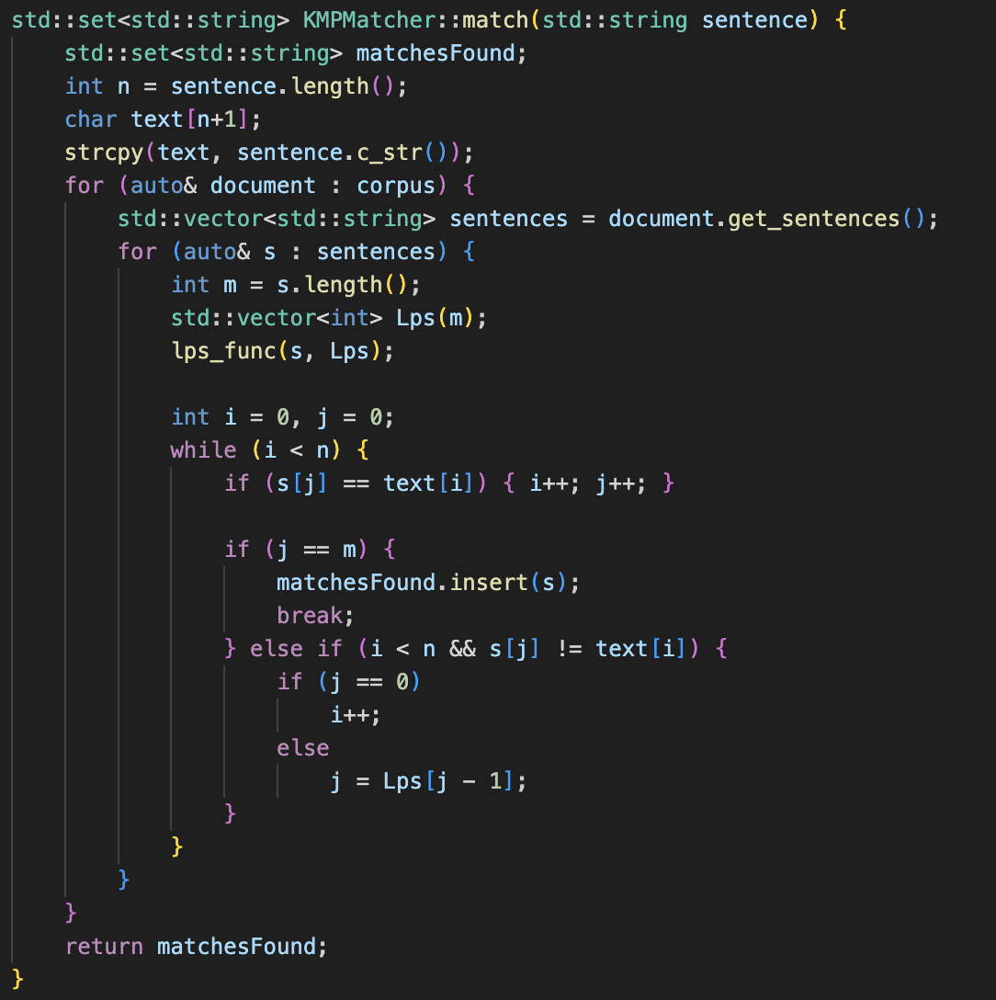 std::set<std::string> KMPMatcher::match(std::string sentence) {
    std::set<std::string> matchesFound;
    int n = sentence.length();
    char text[n+1];
    strcpy(text, sentence.c_str());
    for (auto& document : corpus) {
        std::vector<std::string> sentences = document.get_sentences();
        for (auto& s : sentences) {
            int m = s.length();
            std::vector<int> Lps(m);
            lps_func(s, Lps);

            int i = 0, j = 0;
            while (i < n) {
                if (s[j] == text[i]) { i++; j++; }

                if (j == m) {
                    matchesFound.insert(s);
                    break;
                } else if (i < n && s[j] != text[i]) {
                    if (j == 0)
                        i++;
                    else
                        j = Lps[j - 1];
                }
            }
        }
    }
    return matchesFound;
}